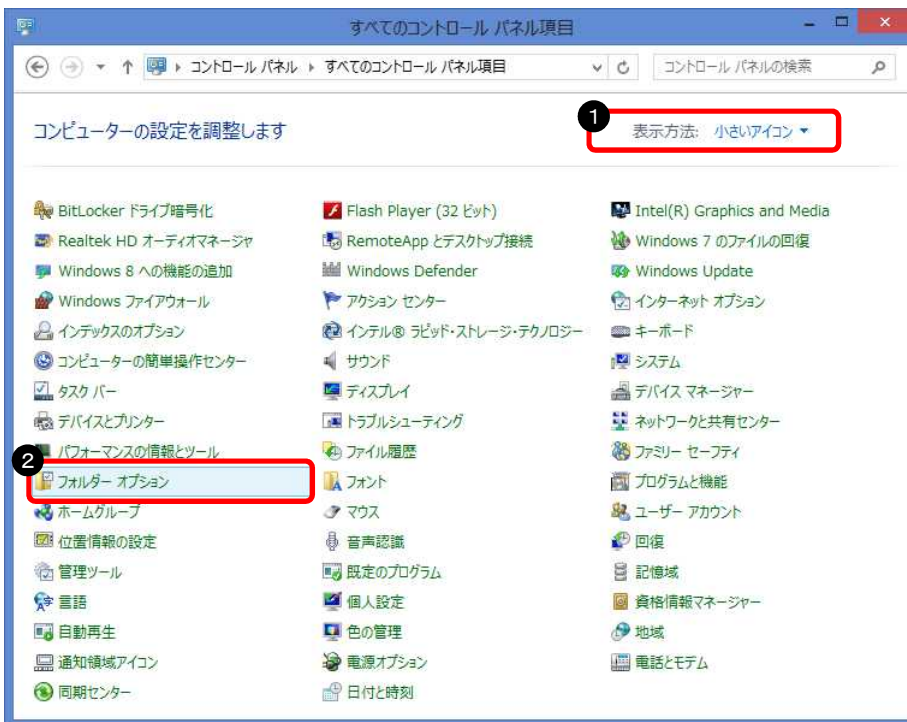 すべてのコントロール パネル項目
コントロール パネル ▸ すべてのコントロール パネル項目
コントロール パネルの検索
コンピューターの設定を調整します
1
表示方法: 小さいアイコン
BitLocker ドライブ暗号化
Flash Player (32 ビット)
Intel(R) Graphics and Media
Realtek HD オーディオマネージャ
RemoteApp とデスクトップ接続
Windows 7 のファイルの回復
Windows 8 への機能の追加
Windows Defender
Windows Update
Windows ファイアウォール
アクション センター
インターネット オプション
インデックスのオプション
インテル® ラピッド・ストレージ・テクノロジー
キーボード
コンピューターの簡単操作センター
サウンド
システム
タスク バー
ディスプレイ
デバイス マネージャー
デバイスとプリンター
トラブルシューティング
ネットワークと共有センター
パフォーマンスの情報とツール
ファイル履歴
ファミリー セーフティ
2
フォルダー オプション
フォント
プログラムと機能
ホームグループ
マウス
ユーザー アカウント
位置情報の設定
音声認識
回復
管理ツール
既定のプログラム
記憶域
言語
個人設定
資格情報マネージャー
自動再生
色の管理
地域
通知領域アイコン
電源オプション
電話とモデム
同期センター
日付と時刻